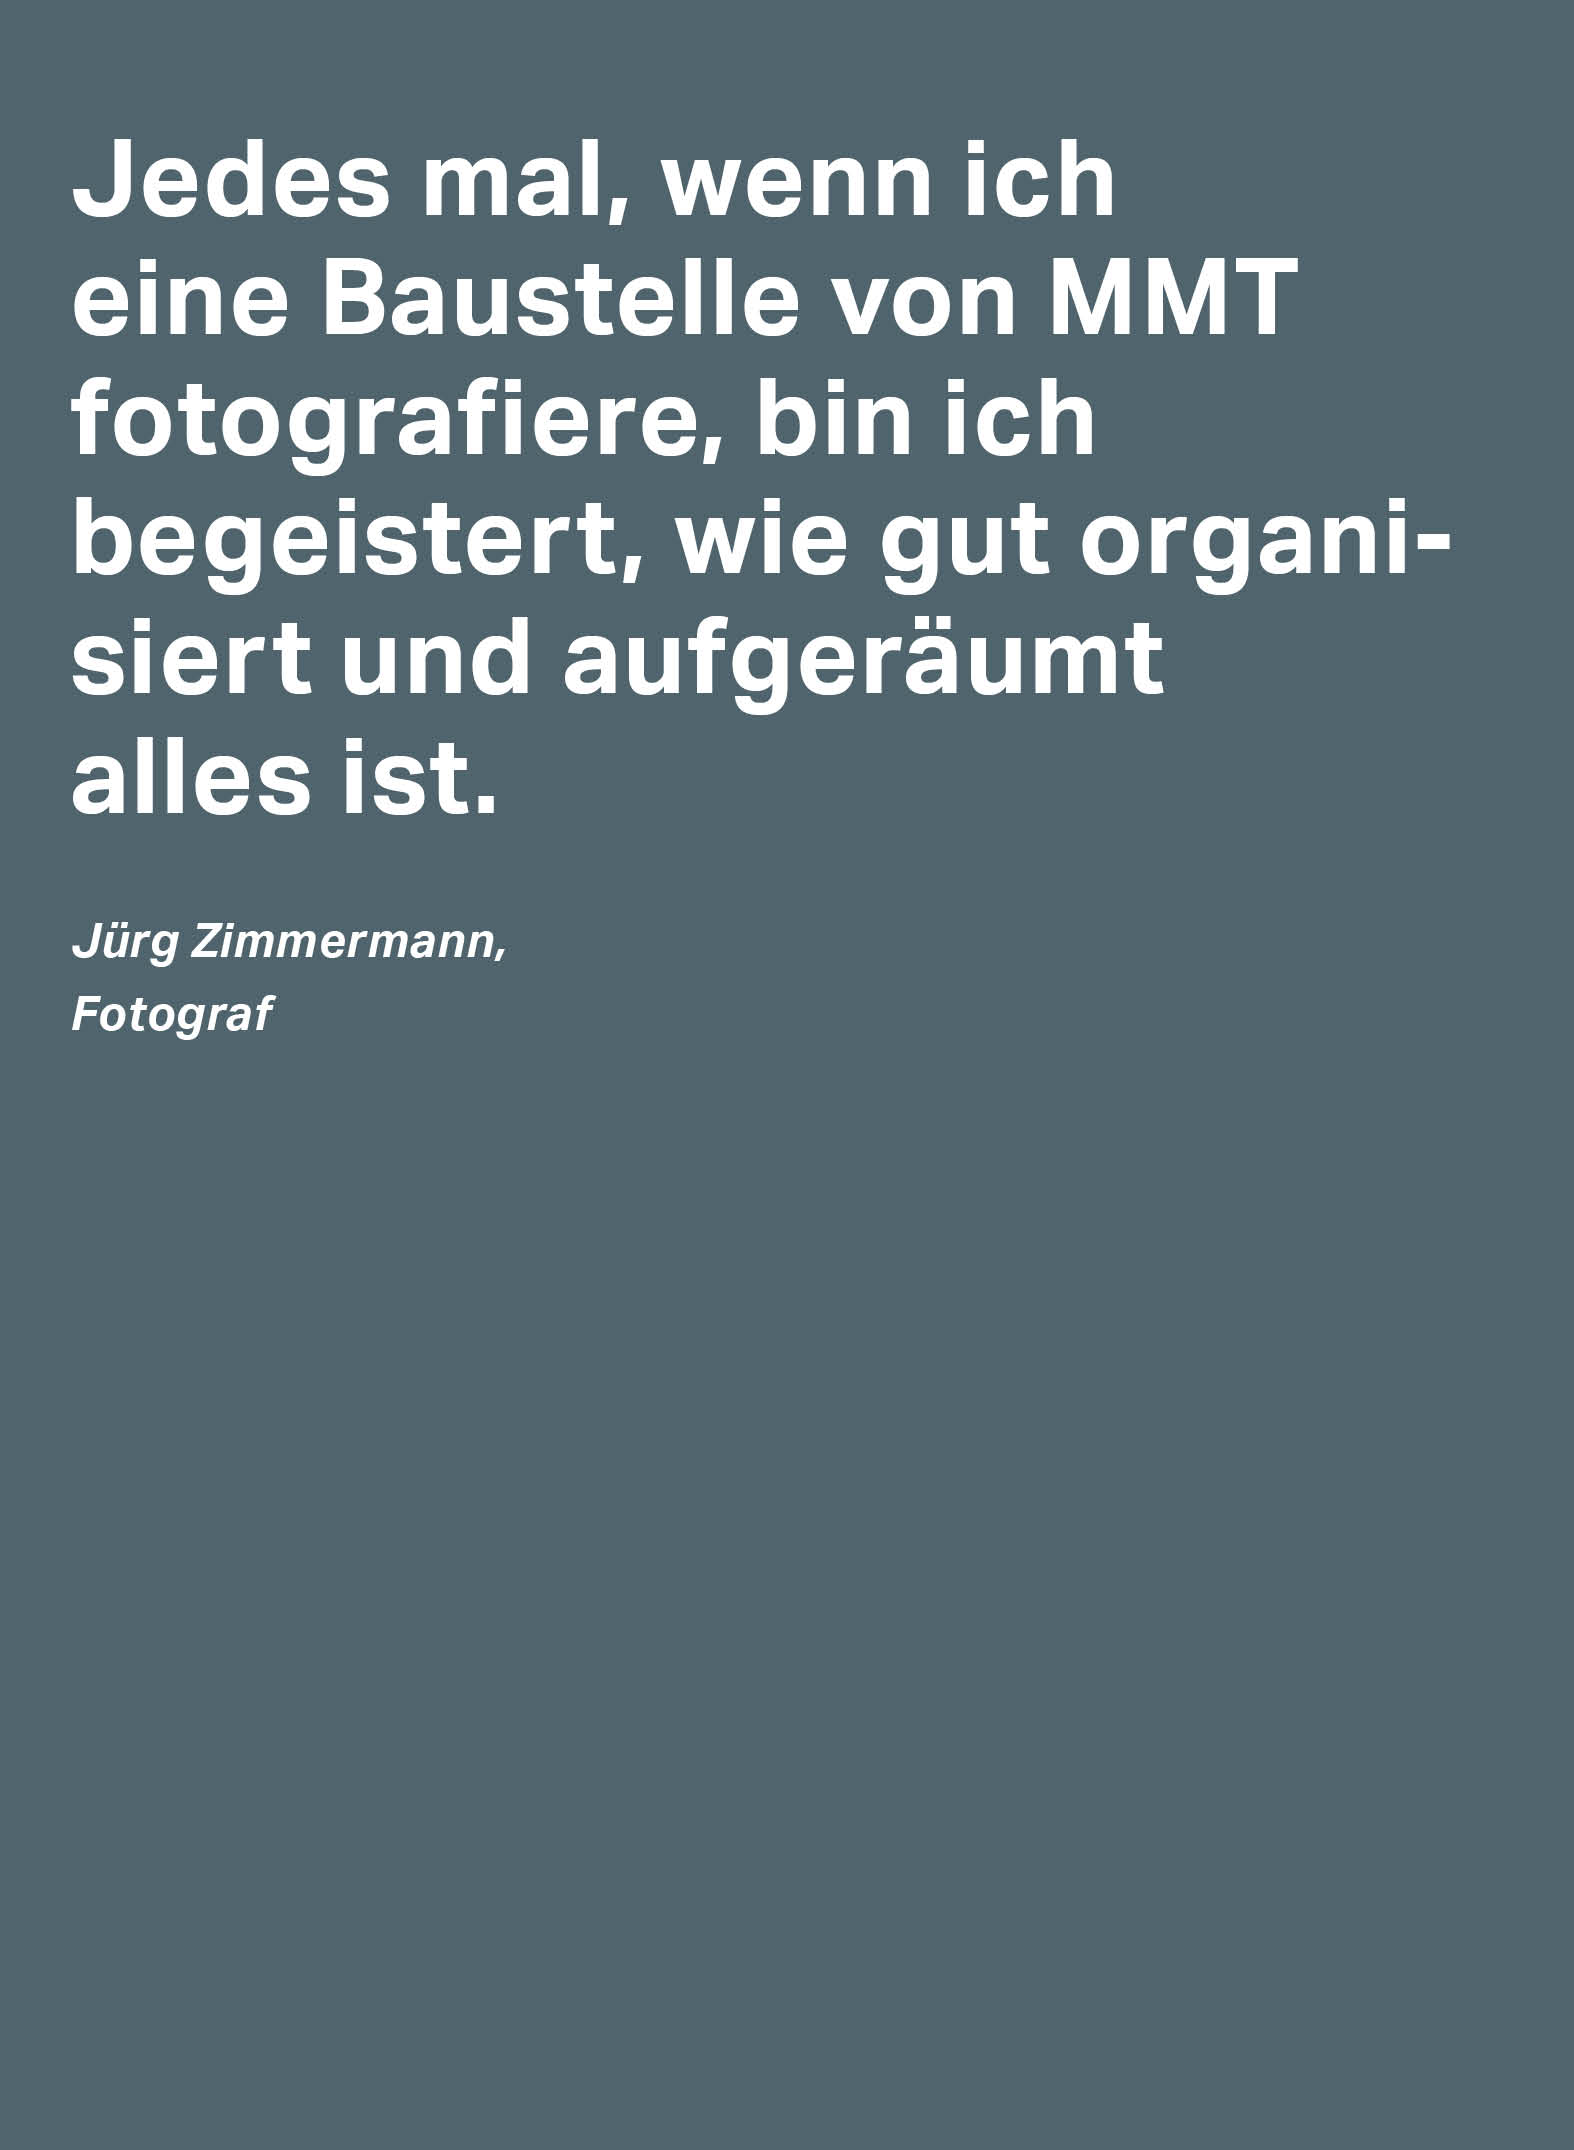 Jedes mal, wenn ich
eine Baustelle von MMT
fotografiere, bin ich
begeistert, wie gut organi-
siert und aufgeräumt
alles ist.
Jürg Zimmermann,
Fotograf